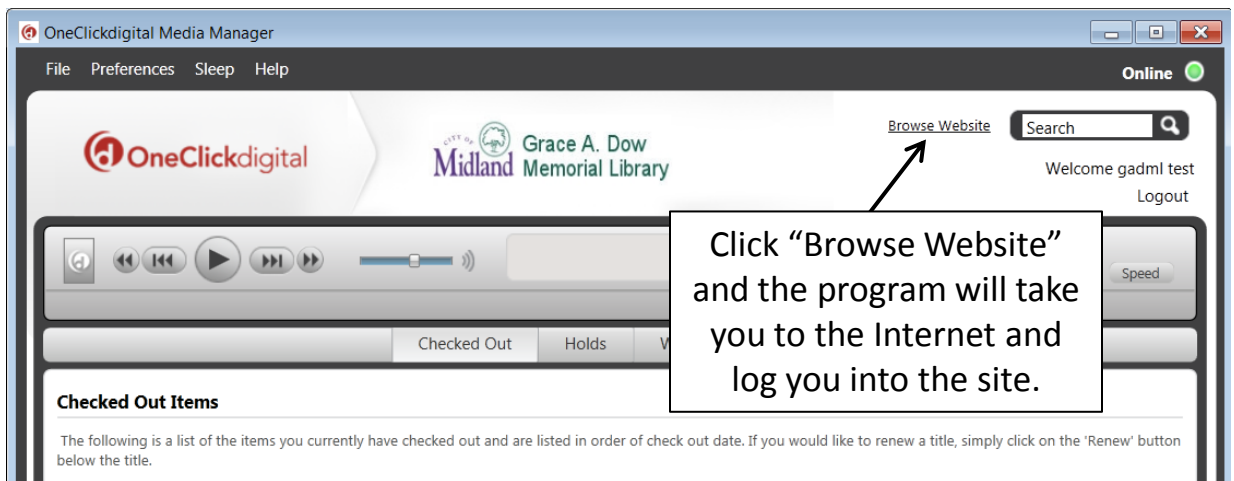 OneClickdigital Media Manager
File Preferences Sleep Help
Online
OneClickdigital
CITY OF
Midland
Grace A. Dow
Memorial Library
Browse Website
Search
Welcome gadml test
Logout
Click “Browse Website”
and the program will take
you to the Internet and
log you into the site.
Speed
Checked Out Holds W
Checked Out Items
The following is a list of the items you currently have checked out and are listed in order of check out date. If you would like to renew a title, simply click on the 'Renew' button
below the title.